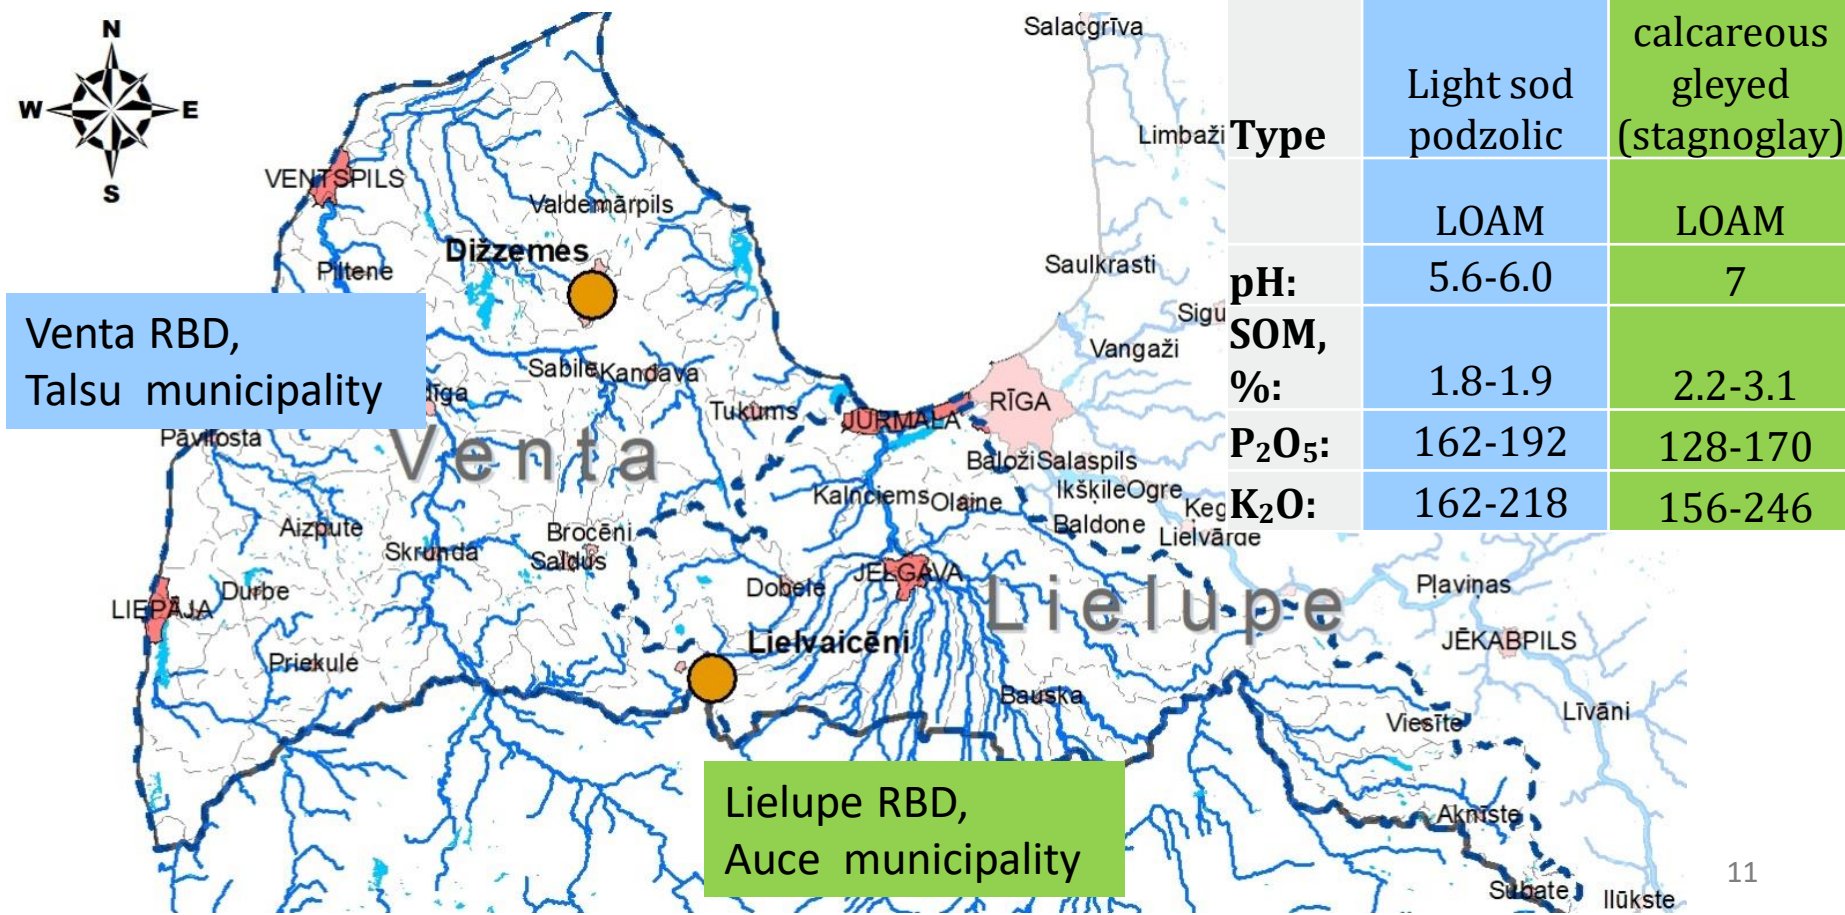 N
W
E
S
Salacgrīva
Limbaži
VENTSPILS
Valdemārpils
Dižzemes
Piltene
Saulkrasti
Sigu
Vangaži
Venta RBD,
Talsu municipality
Sabile
Kandava
dīga
Tukums
JŪRMALA
RĪGA
Pāvilosta
Venta
Baloži
Salaspils
Kalnciems
Olaine
Ikšķile
Ogre
Keg
Baldone
Lielvārde
Aizpute
Skrunda
Brocēni
Saldus
Dobele
JELGAVA
Lielupe
Pļaviņas
Durbe
LIEPĀJA
Lielvaicēni
JĒKABPILS
Priekule
Bauska
Viesīte
Līvāni
Lielupe RBD,
Auce municipality
Aknīste
Subate
Ilūkste
Type
Light sod
podzolic
calcareous
gleyed
(stagnoglay)
LOAM LOAM
pH: 5.6-6.0 7
SOM,
%: 1.8-1.9 2.2-3.1
P₂O₅: 162-192 128-170
K₂O: 162-218 156-246
11